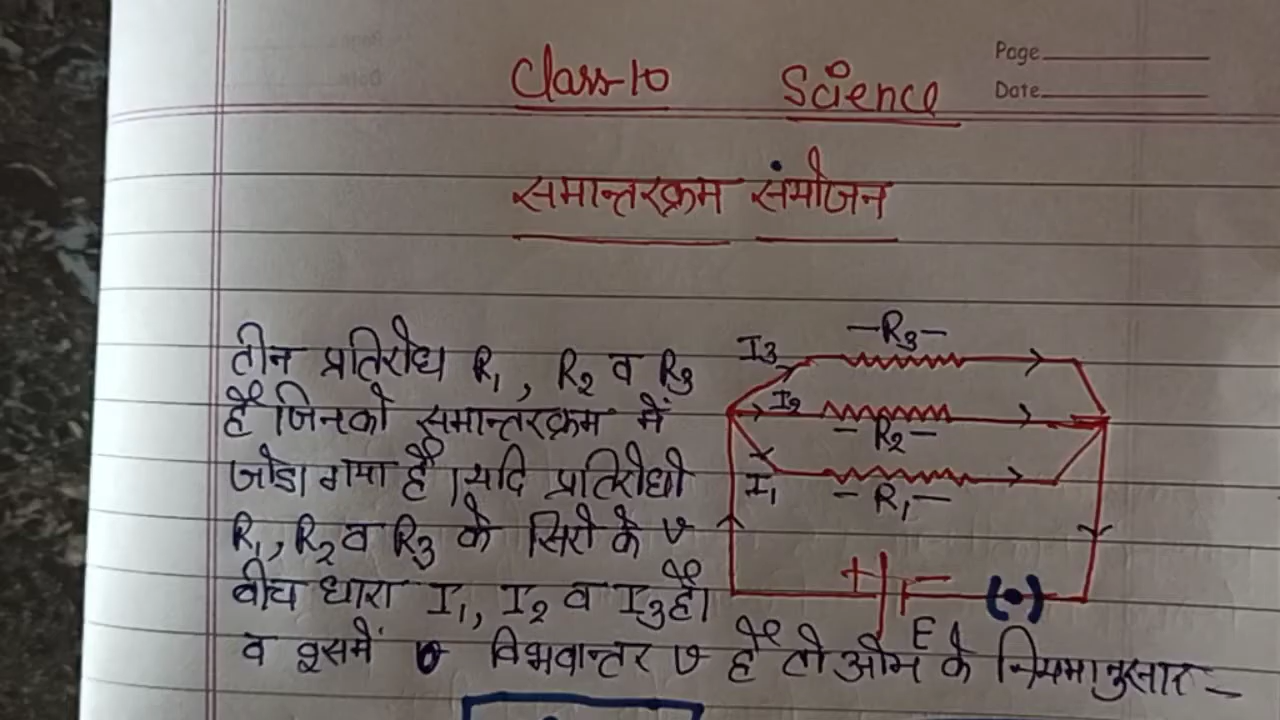 Page
Class-10 Science
Date
समान्तरक्रम संयोजन
तीन प्रतिरोध R₁, R₂ व R₃
है जिनको समान्तरक्रम में
जोडा गया है। यदि प्रतिरोधो
R₁, R₂ व R₃ के सिरो के v
बीच धारा I₁, I₂ व I₃ है।
व इसमें विभवान्तर v है तो ओम के नियमानुसार -
I₃ -R₃-
I₂ -R₂-
I₁ -R₁-
+ -
E